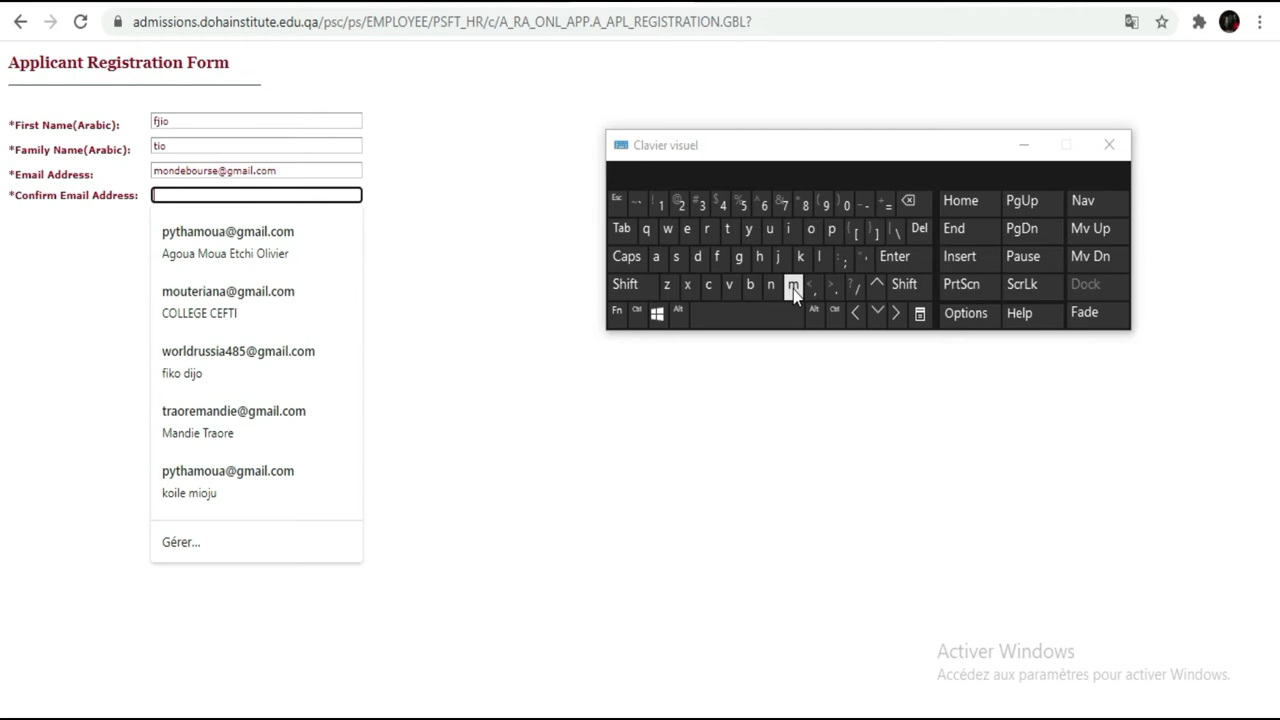 admissions.dohainstitute.edu.qa/psc/ps/EMPLOYEE/PSFT_HR/c/A_RA_ONL_APP.A_APL_REGISTRATION.GBL?
Applicant Registration Form
*First Name(Arabic): fjio
*Family Name(Arabic): tio
*Email Address: mondebourse@gmail.com
*Confirm Email Address:
pythamoua@gmail.com
Agoua Moua Etchi Olivier
mouteriana@gmail.com
COLLEGE CEFTI
worldrussia485@gmail.com
fiko dijo
traoremandie@gmail.com
Mandie Traore
pythamoua@gmail.com
koile mioju
Gérer...
Clavier visuel
Esc ~ ` ! 1 @ 2 # 3 $ 4 % 5 ^ 6 & 7 * 8 ( 9 ) 0 _ - + = Home PgUp Nav
Tab q w e r t y u i o p { [ } ] | \ Del End PgDn Mv Up
Caps a s d f g h j k l : ; " ' Enter Insert Pause Mv Dn
Shift z x c v b n m < , > . ? / Shift PrtScn ScrLk Dock
Fn Ctrl Alt Alt Ctrl Options Help Fade
Activer Windows
Accédez aux paramètres pour activer Windows.